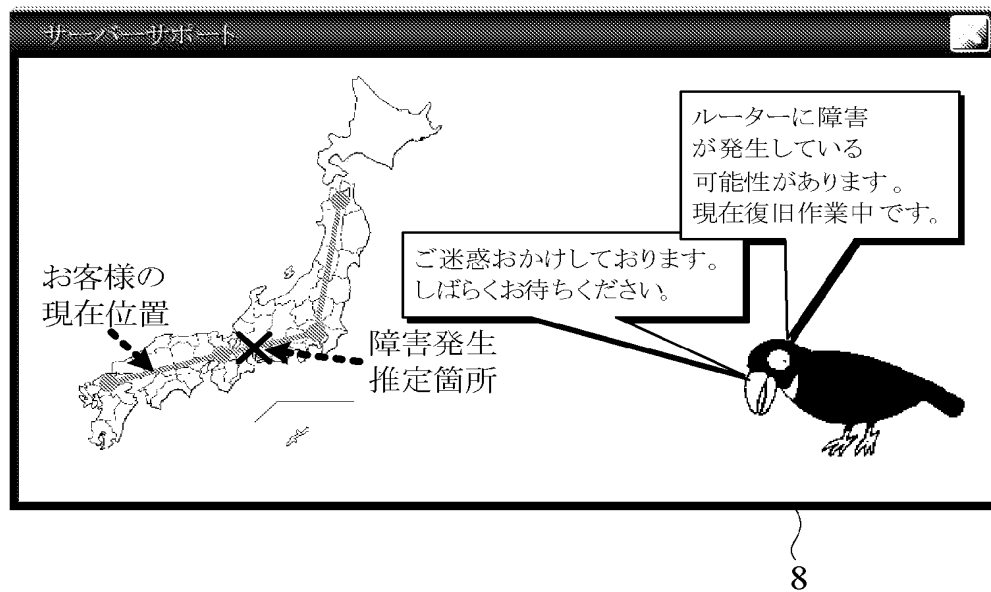 サーバーサポート
ルーターに障害
が発生している
可能性があります。
現在復旧作業中です。
ご迷惑おかけしております。
しばらくお待ちください。
お客様の
現在位置
障害発生
推定箇所
8